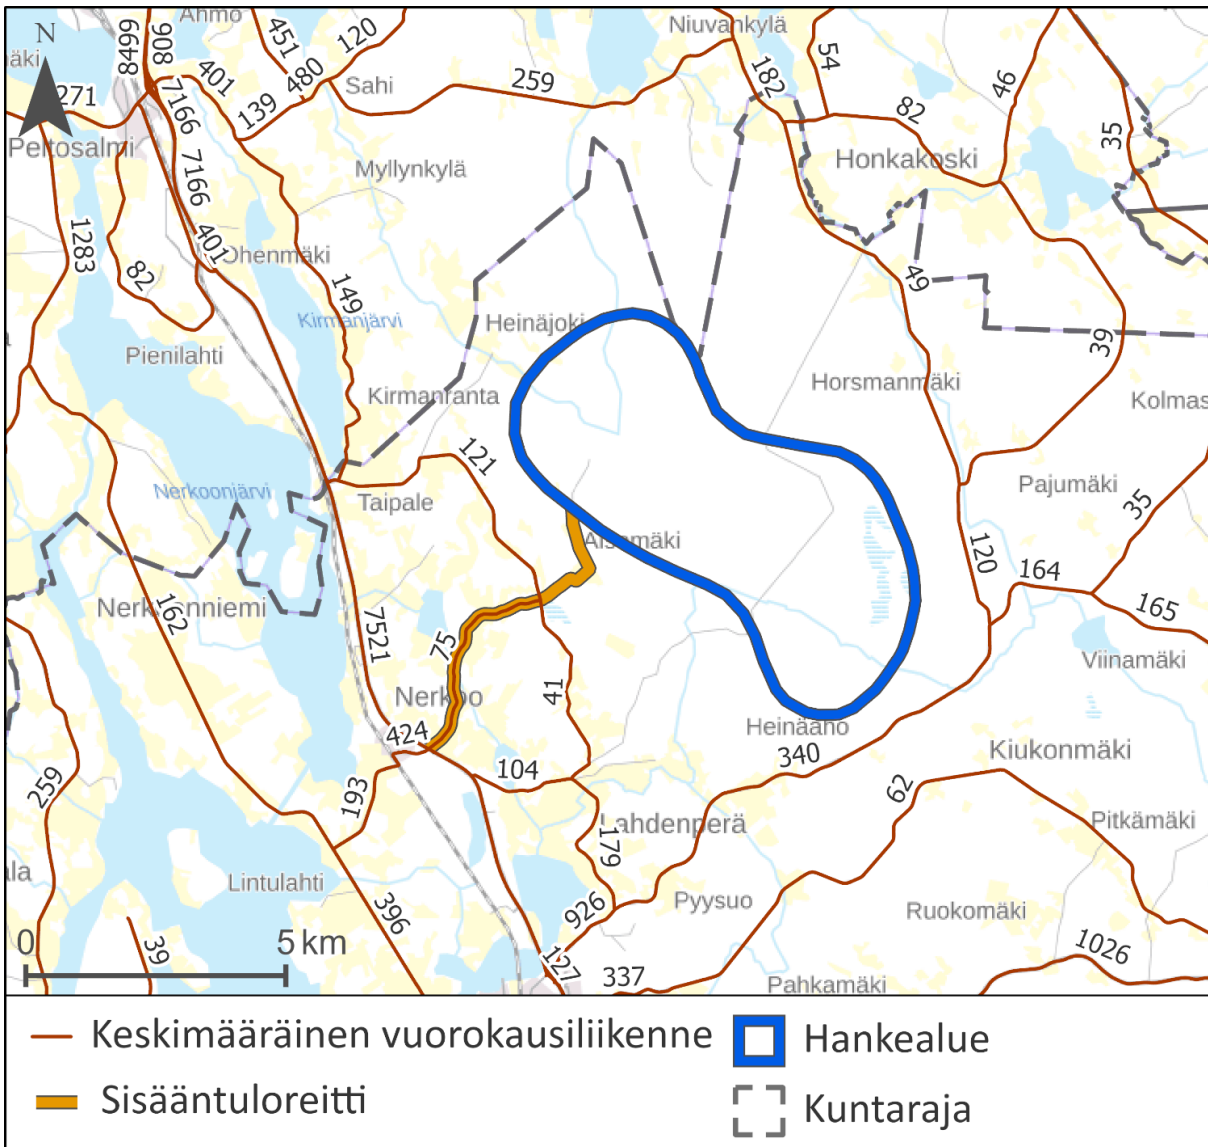 Ahmo
Niuvankylä
N
8499
908
451
120
54
äki
401
480
Sahi
259
182
46
271
7166
139
82
35
Peltosalmi
Myllynkylä
Honkakoski
7166
1283
401
Ohenmäki
82
149
49
Kirmanjärvi
Heinäjoki
39
Pienilahti
Kirmanranta
Horsmanmäki
Kolmas
121
Nerkoonjärvi
Taipale
Pajumäki
35
Aisamäki
120
164
Nerkoonniemi
162
7521
75
165
Viinamäki
Nerkoo
41
Heinäaho
424
340
Kiukonmäki
104
259
193
62
Lahdenperä
Pitkämäki
179
ala
Lintulahti
Pyysuo
Ruokomäki
396
926
0
5 km
39
127
337
1026
Pahkamäki
Keskimääräinen vuorokausiliikenne
Hankealue
Sisääntuloreitti
Kuntaraja